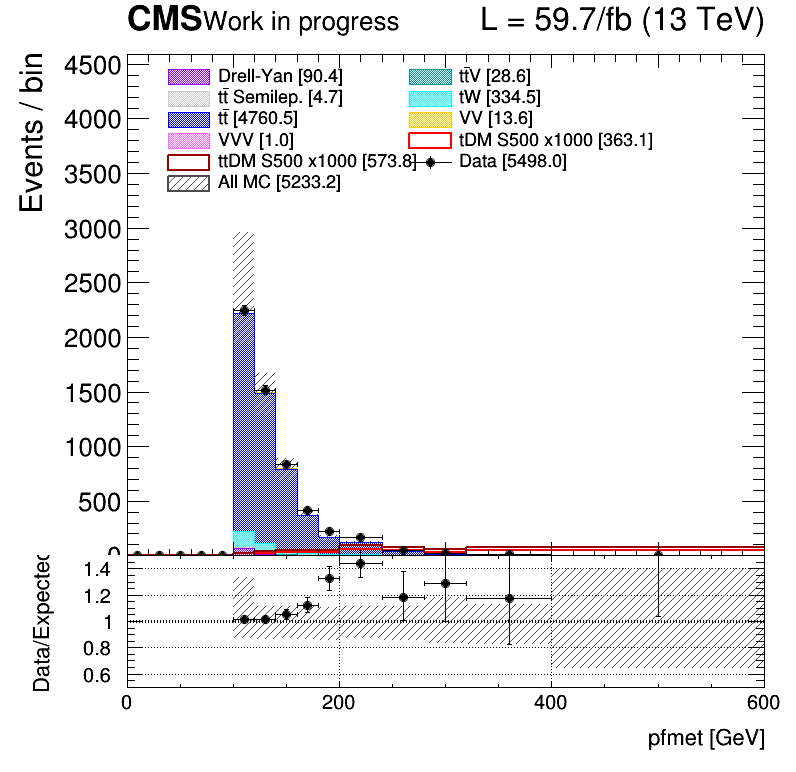 CMS Work in progress L = 59.7/fb (13 TeV)
Events / bin
4500
4000
3500
3000
2500
2000
1500
1000
500
0
Drell-Yan [90.4]
tt̄V [28.6]
tt̄ Semilep. [4.7]
tW [334.5]
tt̄ [4760.5]
VV [13.6]
VVV [1.0]
tDM S500 x1000 [363.1]
ttDM S500 x1000 [573.8]
Data [5498.0]
All MC [5233.2]
Data/Expected
1.4
1.2
1
0.8
0.6
0 200 400 600
pfmet [GeV]